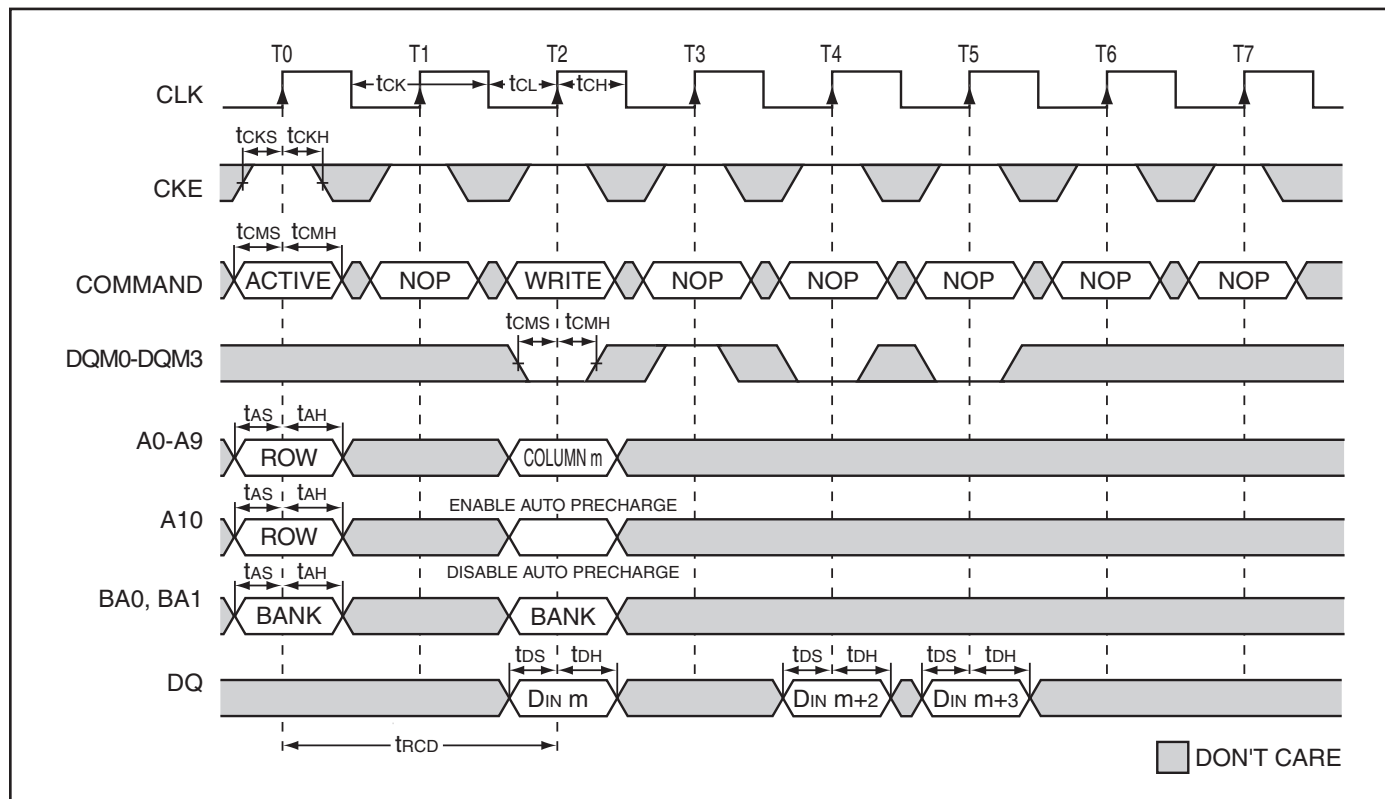 T0 T1 T2 T3 T4 T5 T6 T7
CLK tCK tCL tCH
tCKS tCKH
CKE
tCMS tCMH
COMMAND ACTIVE NOP WRITE NOP NOP NOP NOP NOP
tCMS tCMH
DQM0-DQM3
tAS tAH
A0-A9 ROW COLUMN m
tAS tAH ENABLE AUTO PRECHARGE
A10 ROW
tAS tAH DISABLE AUTO PRECHARGE
BA0, BA1 BANK BANK
tDS tDH tDS tDH tDS tDH
DQ DIN m DIN m+2 DIN m+3
tRCD
DON'T CARE